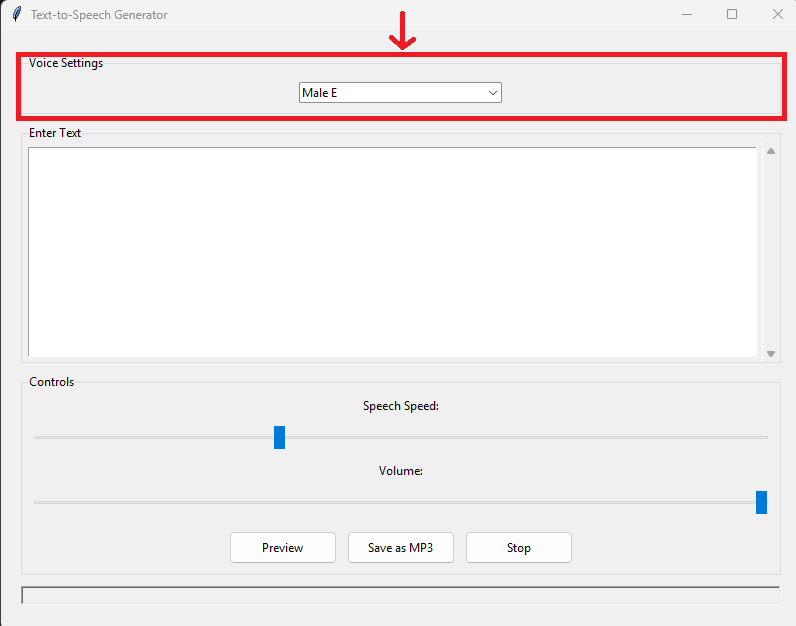 Text-to-Speech Generator
Voice Settings
Male E
Enter Text
Controls
Speech Speed:
Volume:
Preview Save as MP3 Stop